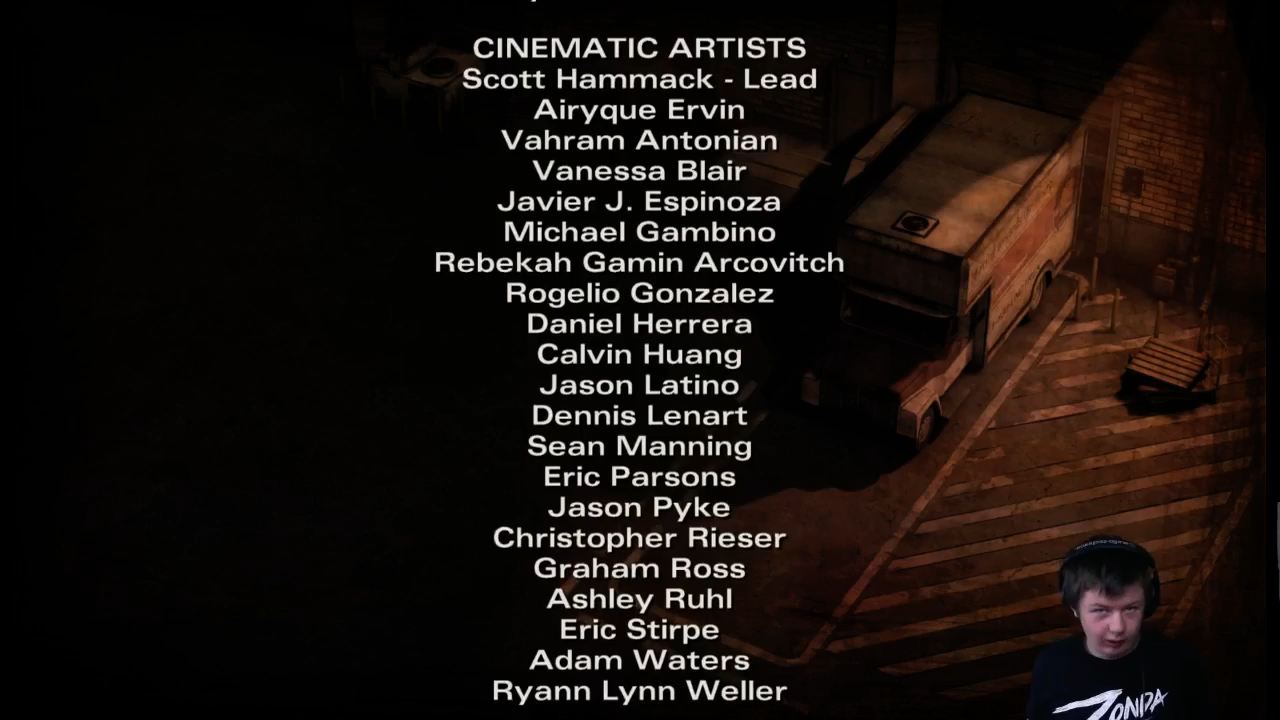 CINEMATIC ARTISTS
Scott Hammack - Lead
Airyque Ervin
Vahram Antonian
Vanessa Blair
Javier J. Espinoza
Michael Gambino
Rebekah Gamin Arcovitch
Rogelio Gonzalez
Daniel Herrera
Calvin Huang
Jason Latino
Dennis Lenart
Sean Manning
Eric Parsons
Jason Pyke
Christopher Rieser
Graham Ross
Ashley Ruhl
Eric Stirpe
Adam Waters
Ryann Lynn Weller
ZONDA